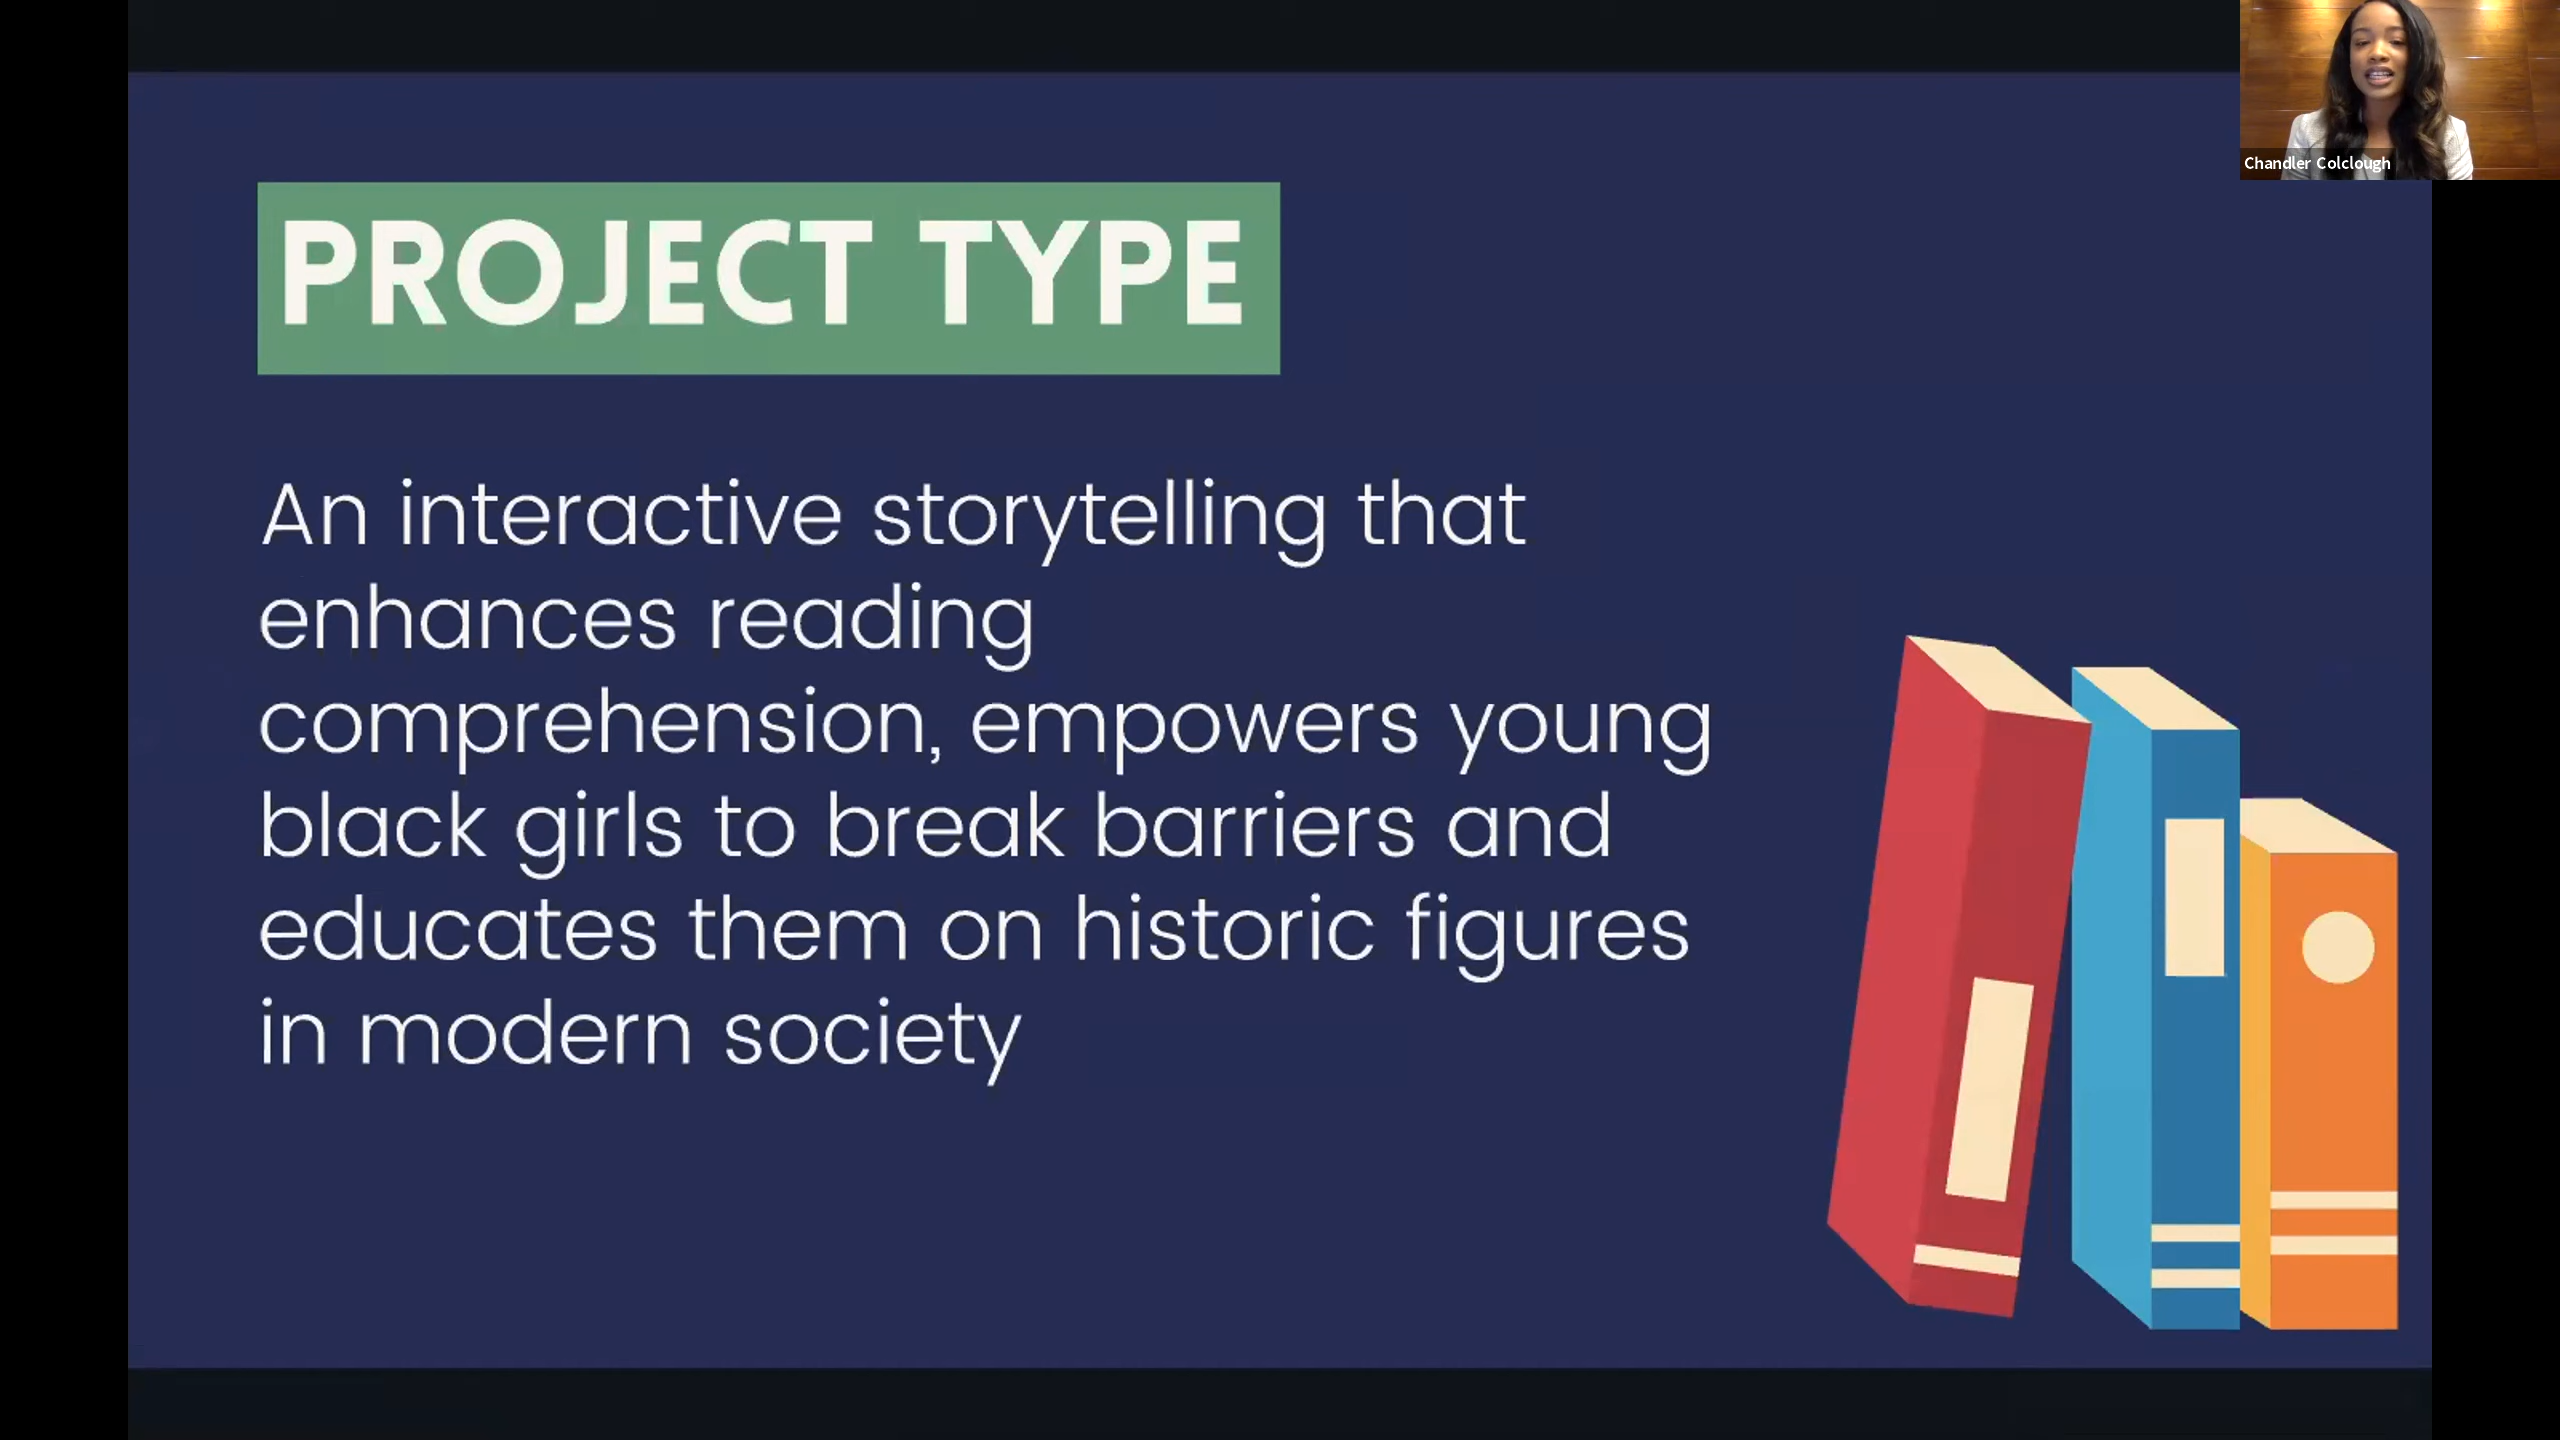 Chandler Colclough
PROJECT TYPE
An interactive storytelling that
enhances reading
comprehension, empowers young
black girls to break barriers and
educates them on historic figures
in modern society